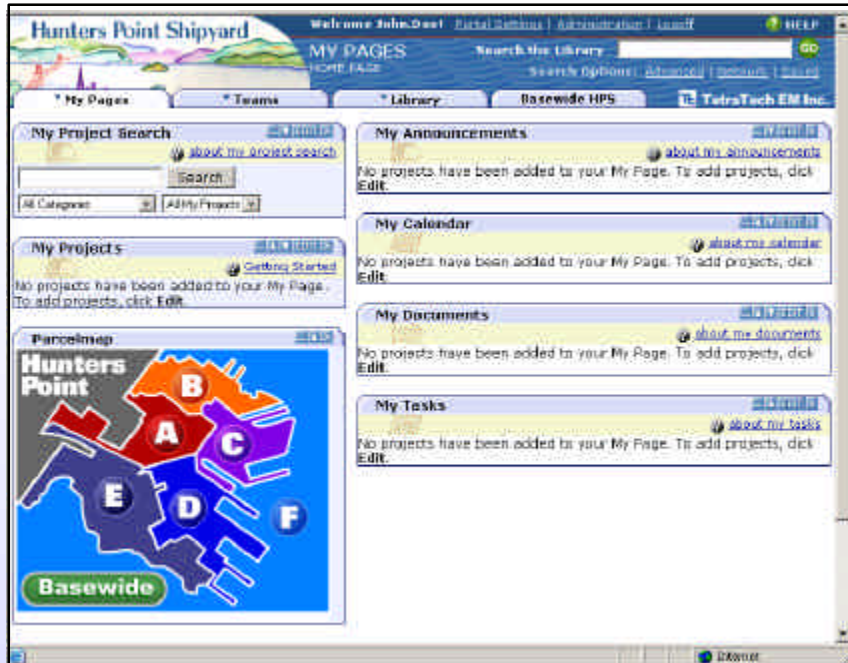 Hunters Point Shipyard
Welcome John.Doe! Portal Settings | Administration | Logoff
HELP
MY PAGES
HOME PAGE
Search the Library
GO
Search Options: Advanced | Network | Saved
My Pages
Teams
Library
Basewide HPS
TetraTech EM Inc.
My Project Search
about my project search
Search
All Categories
All My Projects
My Projects
Getting Started
No projects have been added to your My Page.
To add projects, click Edit.
Parcelmap
Hunters
Point
B
A
C
E
D
F
Basewide
My Announcements
about my announcements
No projects have been added to your My Page. To add projects, click
Edit.
My Calendar
about my calendar
No projects have been added to your My Page. To add projects, click
Edit.
My Documents
about my documents
No projects have been added to your My Page. To add projects, click
Edit.
My Tasks
about my tasks
No projects have been added to your My Page. To add projects, click
Edit.
Internet